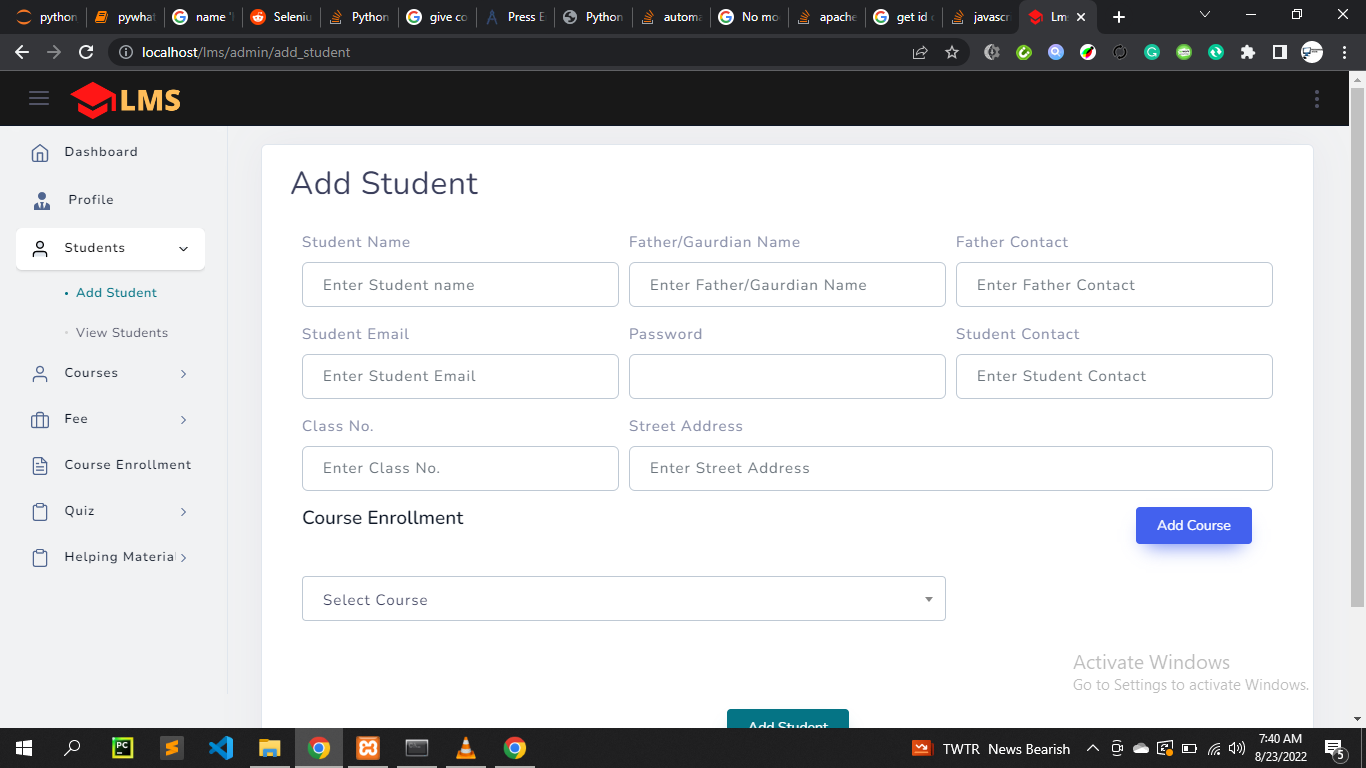 python
pywha
name '
Seleniu
Python
give co
Press E
Python
automa
No mo
apache
get id
javascr
Lms
localhost/lms/admin/add_student
LMS
Dashboard
Profile
Students
Add Student
View Students
Courses
Fee
Course Enrollment
Quiz
Helping Materia
Add Student
Student Name Father/Gaurdian Name Father Contact
Enter Student name Enter Father/Gaurdian Name Enter Father Contact
Student Email Password Student Contact
Enter Student Email Enter Student Contact
Class No. Street Address
Enter Class No. Enter Street Address
Course Enrollment Add Course
Select Course
Activate Windows
Go to Settings to activate Windows.
Add Student
PC
TWTR News Bearish
7:40 AM
8/23/2022
5